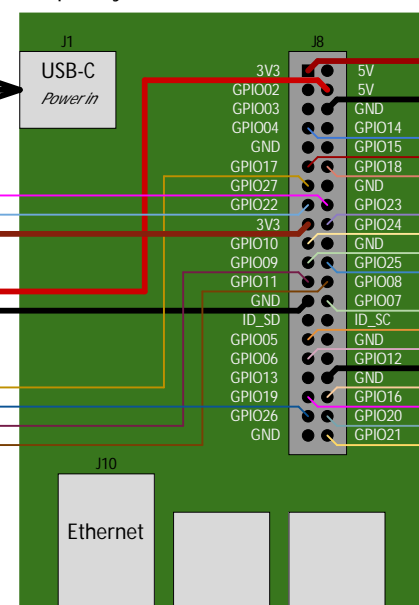 J1
J8
USB-C
Power in
3V3 5V
GPIO02 5V
GPIO03 GND
GPIO04 GPIO14
GND GPIO15
GPIO17 GPIO18
GPIO27 GND
GPIO22 GPIO23
3V3 GPIO24
GPIO10 GND
GPIO09 GPIO25
GPIO11 GPIO08
GND GPIO07
ID_SD ID_SC
GPIO05 GND
GPIO06 GPIO12
GPIO13 GND
GPIO19 GPIO16
GPIO26 GPIO20
GND GPIO21
J10
Ethernet